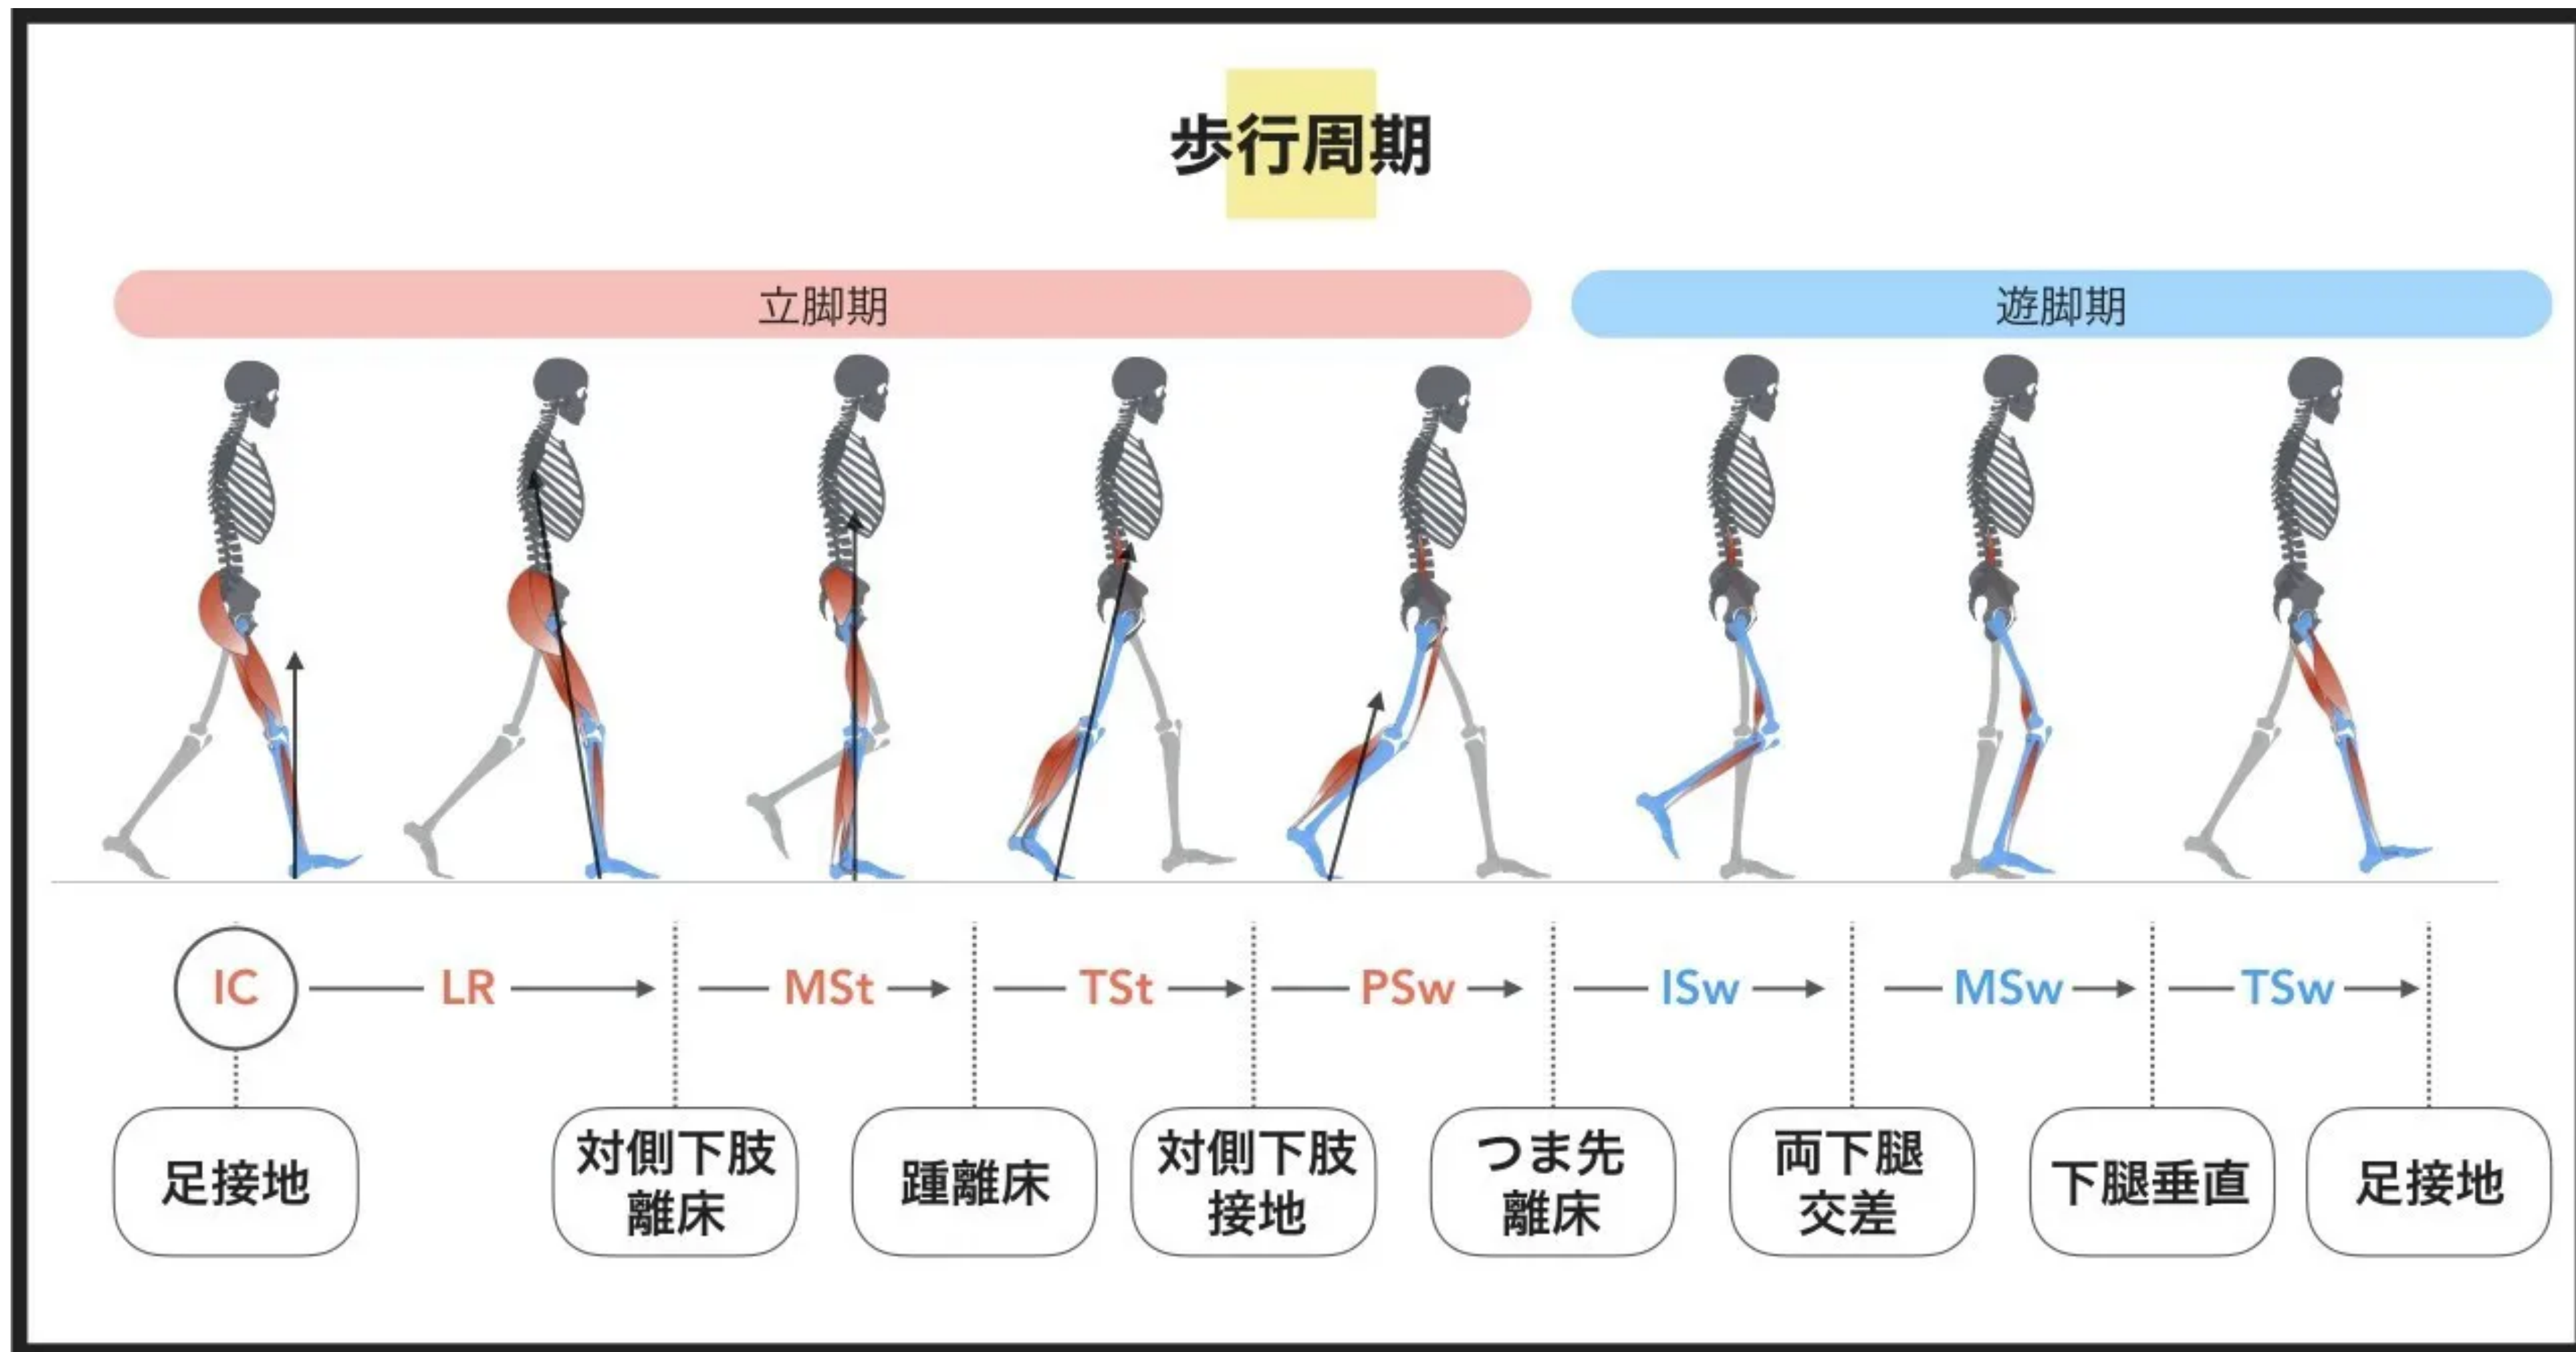 歩行周期
立脚期
遊脚期
IC
LR
MSt
TSt
PSw
ISw
MSw
TSw
足接地
対側下肢
離床
踵離床
対側下肢
接地
つま先
離床
両下腿
交差
下腿垂直
足接地